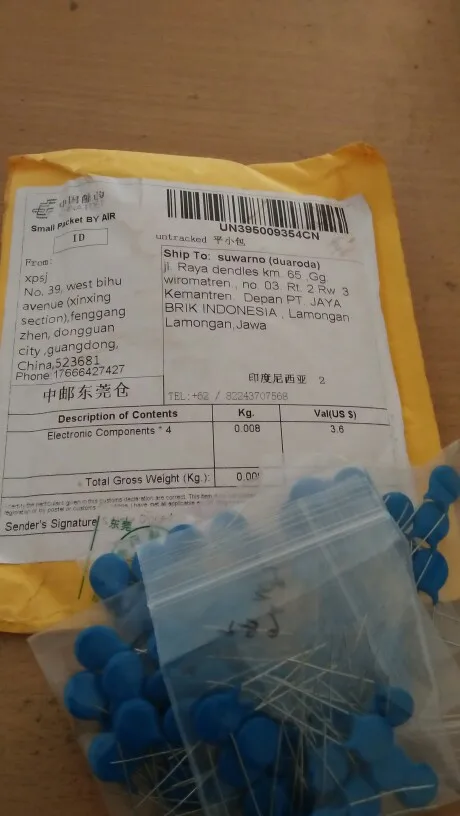 中国邮政
Small Packet BY AIR
ID
UN395009354CN
untracked 平小包
From:
xpsj
No. 39, west bihu
avenue (xinxing
section),fenggang
zhen, dongguan
city ,guangdong,
China,523681
Phone:17666427427
中邮东莞仓
Ship To: suwarno (duaroda)
jl. Raya dendles km. 65 ,Gg.
wiromatren , no 03. Rt. 2 Rw 3
Kemantren. Depan PT. JAYA
BRIK INDONESIA , Lamongan
Lamongan,Jawa
印度尼西亚 2
TEL:+62 / 82243707568
Description of Contents Kg. Val(US $)
Electronic Components * 4 0.008 3.6
Total Gross Weight (Kg.):
Sender's Signature
东莞